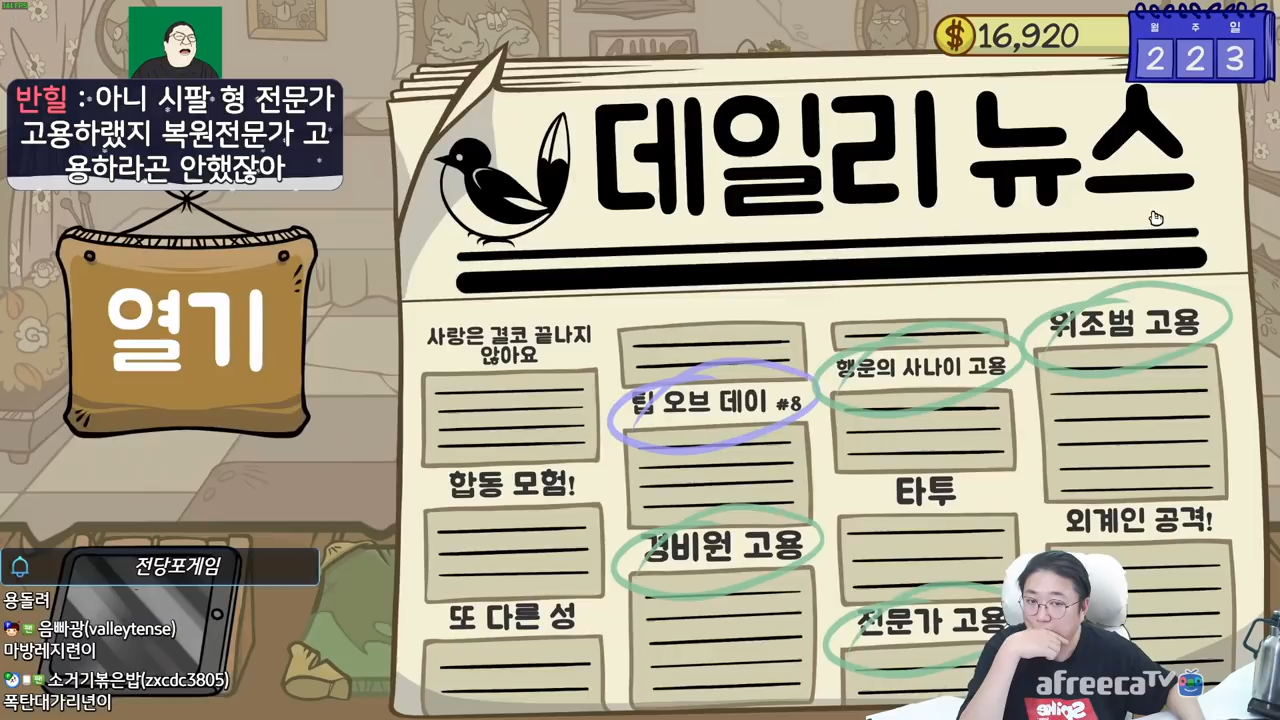 16,920
월 주 일
2 2 3
반힐 : 아니 시팔 형 전문가
고용하랬지 복원전문가 고
용하라곤 안했잖아
열기
데일리 뉴스
사랑은 결코 끝나지
않아요
합동 모험!
또 다른 성
팁 오브 데이 #8
경비원 고용
행운의 사나이 고용
타투
전문가 고용
위조범 고용
외계인 공격!
전당포게임
용돌려
음빠광(valleytense)
마방레지련이
소거기볶은밥(zxcdc3805)
폭탄대가리년이
afreecaTV